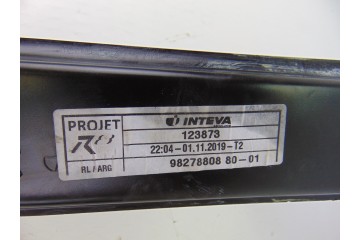 PROJET
R8
RL/ARG
INTEVA
123873
22:04-01.11.2019-T2
98278808 80-01